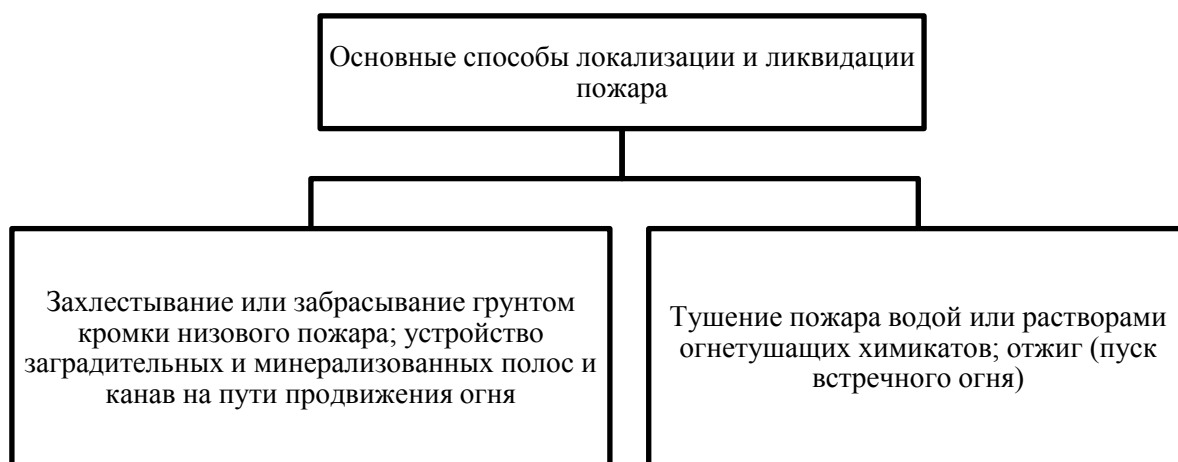 Основные способы локализации и ликвидации
пожара
Захлестывание или забрасывание грунтом
кромки низового пожара; устройство
заградительных и минерализованных полос и
канав на пути продвижения огня
Тушение пожара водой или растворами
огнетушащих химикатов; отжиг (пуск
встречного огня)